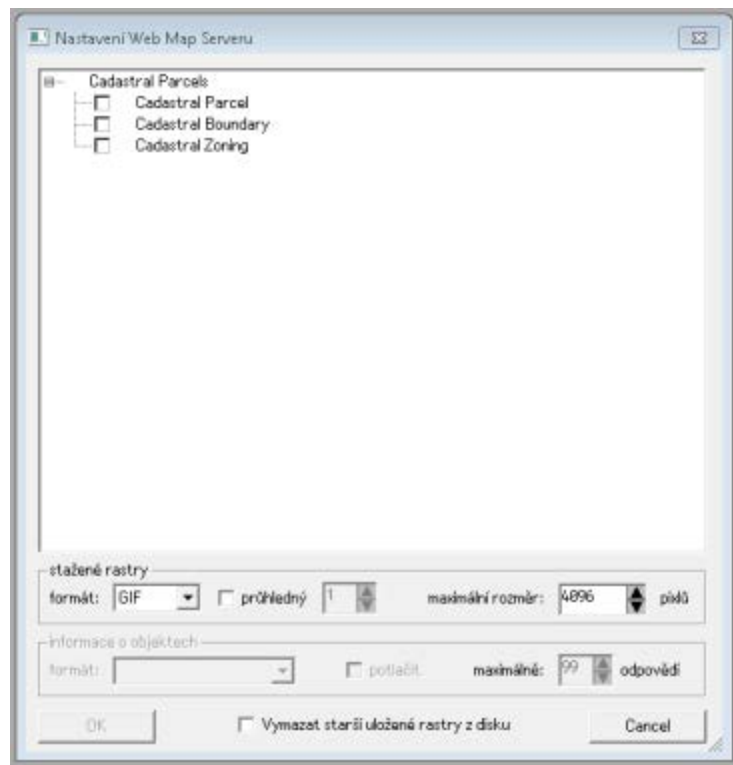 Nastavení Web Map Serveru
Cadastral Parcels
Cadastral Parcel
Cadastral Boundary
Cadastral Zoning
stažené rastry
formát: GIF průhledný 1 maximální rozměr: 4096 pixlů
informace o objektech
formát: potlačit maximálně: 99 odpovědí
OK Vymazat starší uložené rastry z disku Cancel